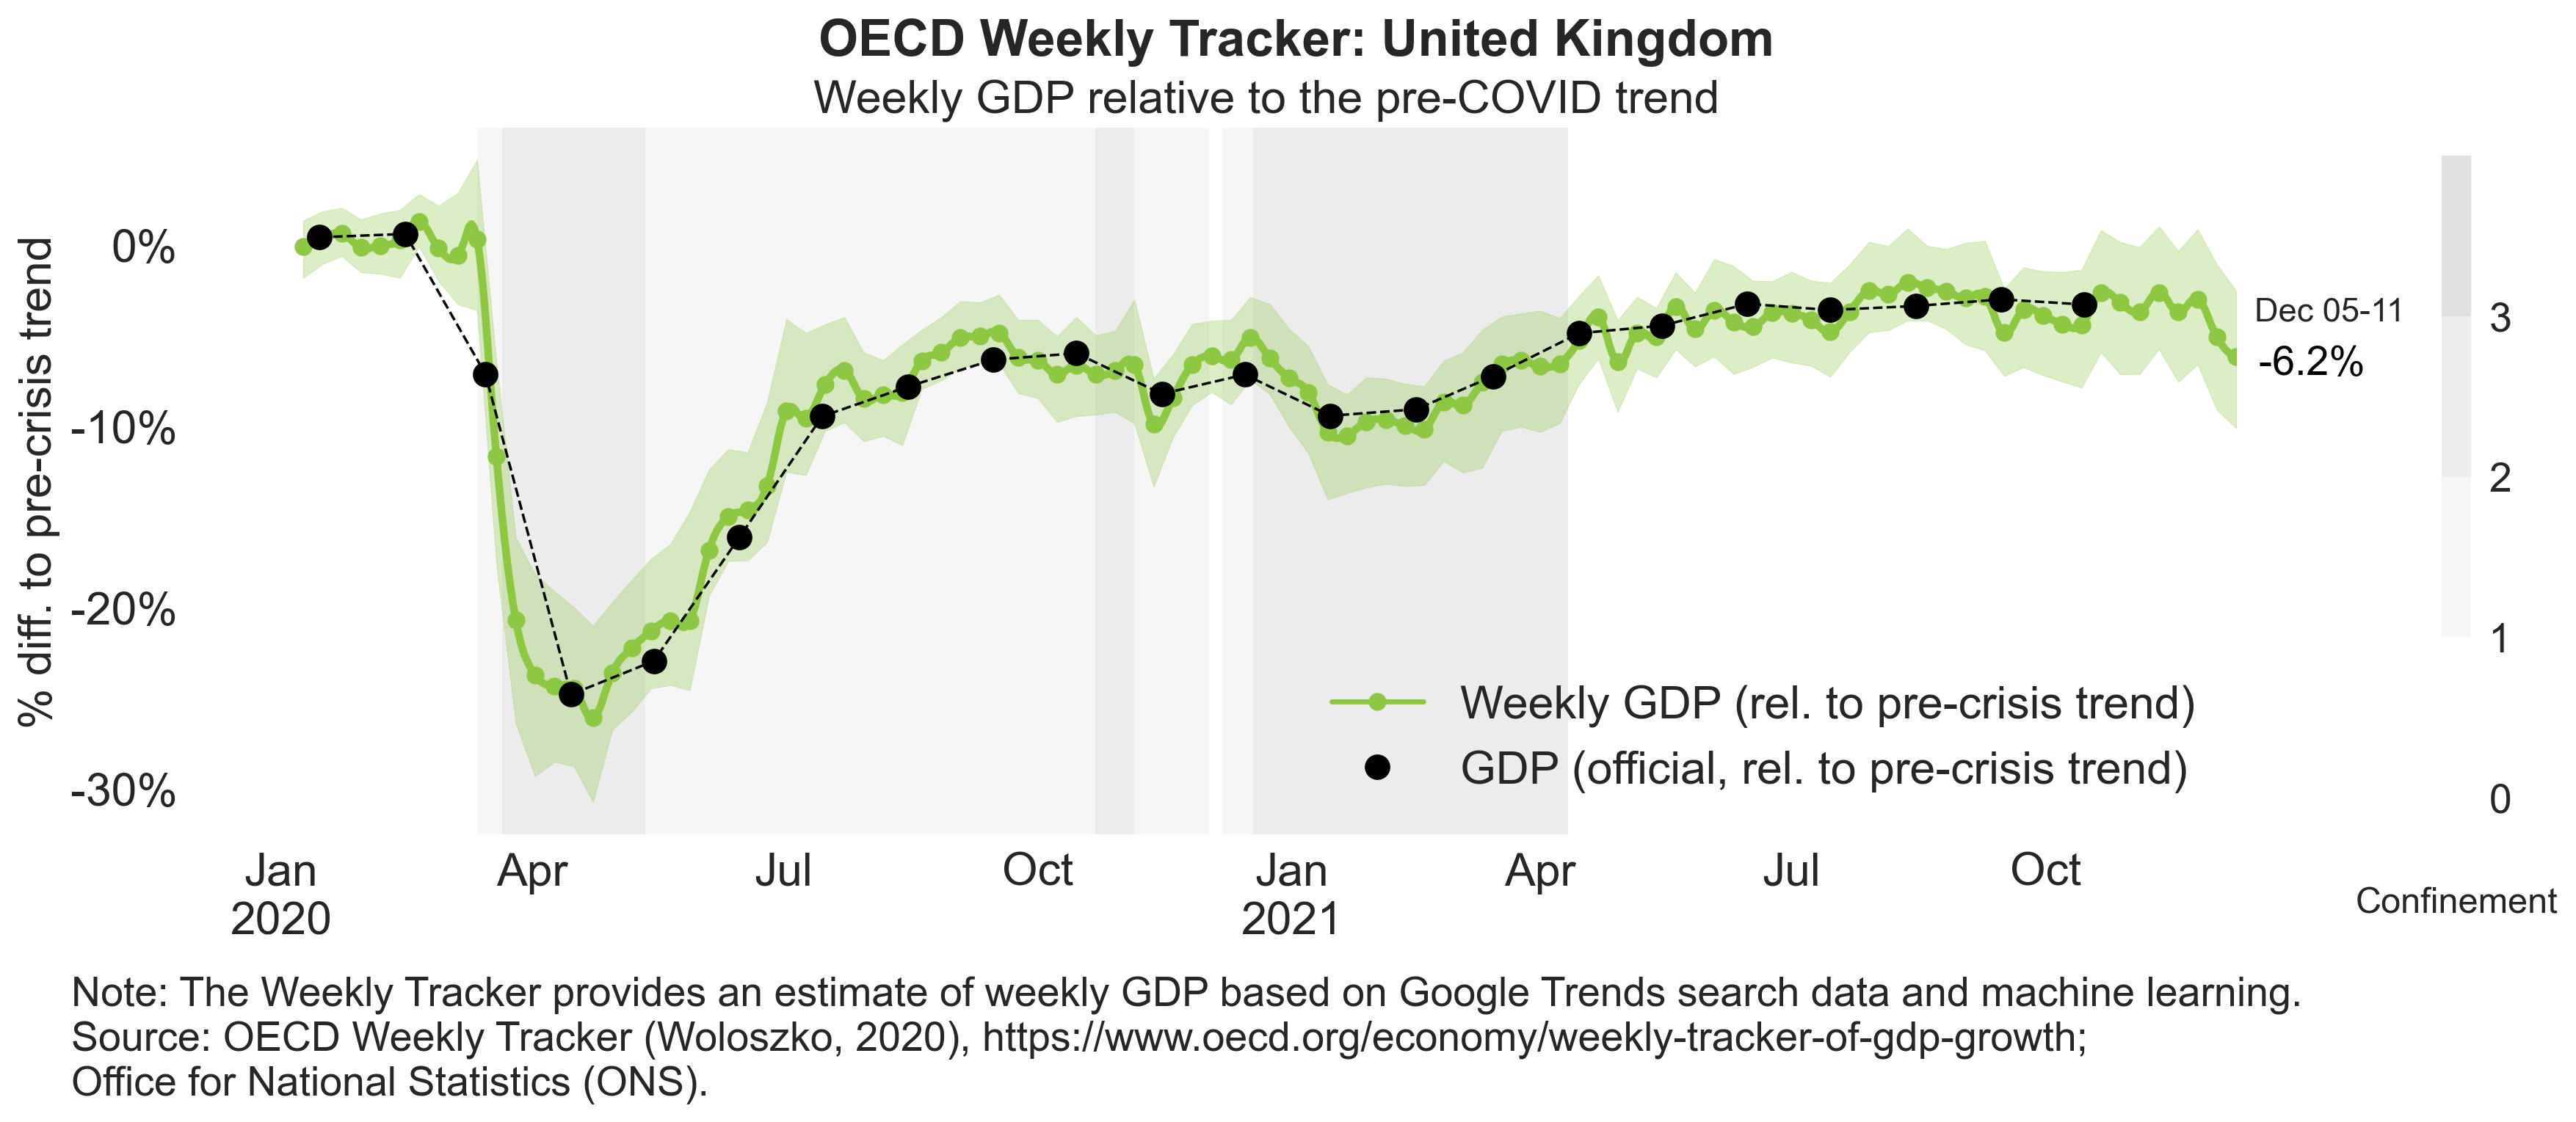 OECD Weekly Tracker: United Kingdom
Weekly GDP relative to the pre-COVID trend
% diff. to pre-crisis trend
0%
-10%
-20%
-30%
Dec 05-11
-6.2%
3
2
1
0
Weekly GDP (rel. to pre-crisis trend)
GDP (official, rel. to pre-crisis trend)
Jan Apr Jul Oct Jan Apr Jul Oct
2020 2021
Confinement
Note: The Weekly Tracker provides an estimate of weekly GDP based on Google Trends search data and machine learning.
Source: OECD Weekly Tracker (Woloszko, 2020), https://www.oecd.org/economy/weekly-tracker-of-gdp-growth;
Office for National Statistics (ONS).